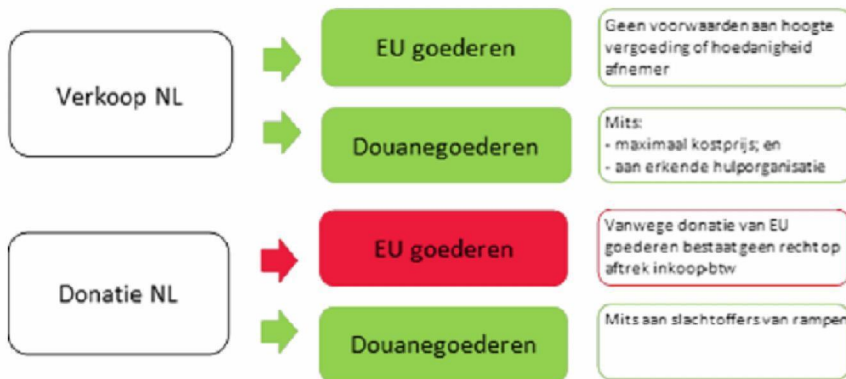 Verkoop NL
EU goederen
Geen voorwaarden aan hoogte
vergoeding of hoedanigheid
afnemer
Douanegoederen
Mits:
- maximaal kostprijs; en
- aan erkende hulporganisatie
Donatie NL
EU goederen
Vanwege donatie van EU
goederen bestaat geen recht op
aftrek inkoop-btw
Douanegoederen
Mits aan slachtoffers van rampen